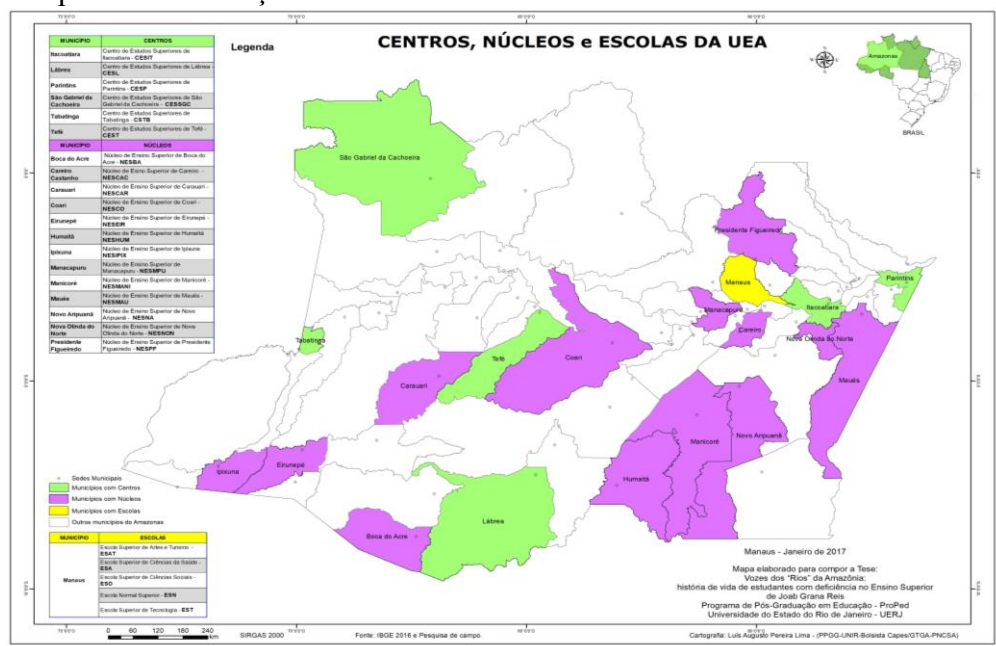 Legenda
CENTROS, NÚCLEOS e ESCOLAS DA UEA
MUNICÍPIO CENTROS
Itacoatiara Centro de Estudos Superiores de Itacoatiara - CESIT
Lábrea Centro de Estudos Superiores de Lábrea - CESL
Parintins Centro de Estudos Superiores de Parintins - CESP
São Gabriel da Cachoeira Centro de Estudos Superiores de São Gabriel da Cachoeira - CESSGC
Tabatinga Centro de Estudos Superiores de Tabatinga - CSTB
Tefé Centro de Estudos Superiores de Tefé - CEST
MUNICÍPIO NÚCLEOS
Boca do Acre Núcleo de Ensino Superior de Boca do Acre - NESBA
Careiro Castanho Núcleo de Esino Superior de Careiro - NESCAC
Carauari Núcleo de Ensino Superior de Carauari - NESCAR
Coari Núcleo de Ensino Superior de Coari - NESCO
Eirunepé Núcleo de Ensino Superior de Eirunepé - NESEIR
Humaitá Núcleo de Ensino Superior de Humaitá NESHUM
Ipixuna Núcleo de Ensino Superior de Ipixuna NESIPIX
Manacapuru Núcleo de Ensino Superior de Manacapuru - NESMPU
Manicoré Núcleo de Ensino Superior de Manicoré - NESMANI
Maués Núcleo de Ensino Superior de Maués - NESMAU
Novo Aripuanã Núcleo de Ensino Superior de Novo Aripuanã - NESNA
Nova Olinda do Norte Núcleo de Ensino Superior de Nova Olinda do Norte - NESNON
Presidente Figueiredo Núcleo de Ensino Superior de Presidente Figueiredo - NESPF
Amazonas
BRASIL
São Gabriel da Cachoeira
Presidente Figueiredo
Manaus
Parintins
Itacoatiara
Manacapuru
Careiro
Nova Olinda do Norte
Tabatinga
Tefé
Coari
Carauari
Maués
Manicoré
Novo Aripuanã
Ipixuna
Eirunepé
Humaitá
Lábrea
Boca do Acre
Sedes Municipais
Municípios com Centros
Municípios com Núcleos
Municípios com Escolas
Outros municípios do Amazonas
MUNICÍPIO ESCOLAS
Manaus
Escola Superior de Artes e Turismo - ESAT
Escola Superior de Ciências da Saúde - ESA
Escola Superior de Ciências Sociais - ESO
Escola Normal Superior - ESN
Escola Superior de Tecnologia - EST
Manaus - Janeiro de 2017
Mapa elaborado para compor a Tese:
Vozes dos "Rios" da Amazônia:
história de vida de estudantes com deficiência no Ensino Superior
de Joab Grana Reis
Programa de Pós-Graduação em Educação - ProPed
Universidade do Estado do Rio de Janeiro - UERJ
0 60 120 180 240 km
SIRGAS 2000
Fonte: IBGE 2016 e Pesquisa de campo.
Cartografia: Luis Augusto Pereira Lima - (PPGG-UNIR-Bolsista Capes/GTGA-PNCSA)